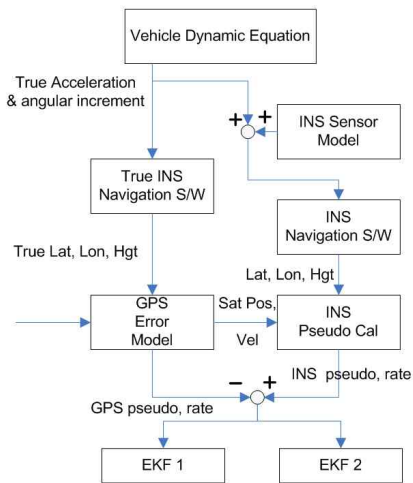 Vehicle Dynamic Equation
True Acceleration
& angular increment
+
+
INS Sensor
Model
True INS
Navigation S/W
INS
Navigation S/W
True Lat, Lon, Hgt
Lat, Lon, Hgt
GPS
Error
Model
Sat Pos,
Vel
INS
Pseudo Cal
INS pseudo, rate
−
+
GPS pseudo, rate
EKF 1
EKF 2